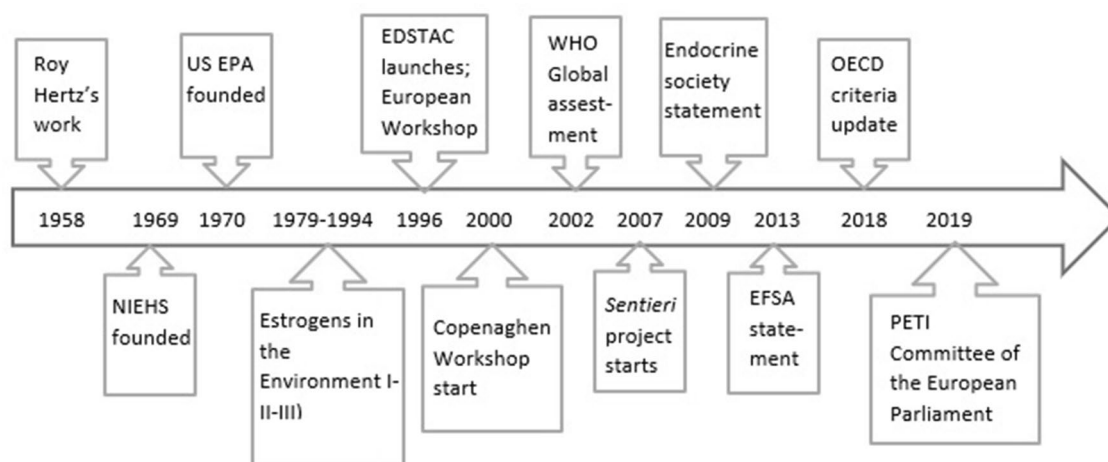 Roy
Hertz's
work
US EPA
founded
EDSTAC
launches;
European
Workshop
WHO
Global
assest-
ment
Endocrine
society
statement
OECD
criteria
update
1958 1969 1970 1979-1994 1996 2000 2002 2007 2009 2013 2018 2019
NIEHS
founded
Estrogens in
the
Environment I-
II-III)
Copenaghen
Workshop
start
Sentieri
project
starts
EFSA
state-
ment
PETI
Committee of
the European
Parliament